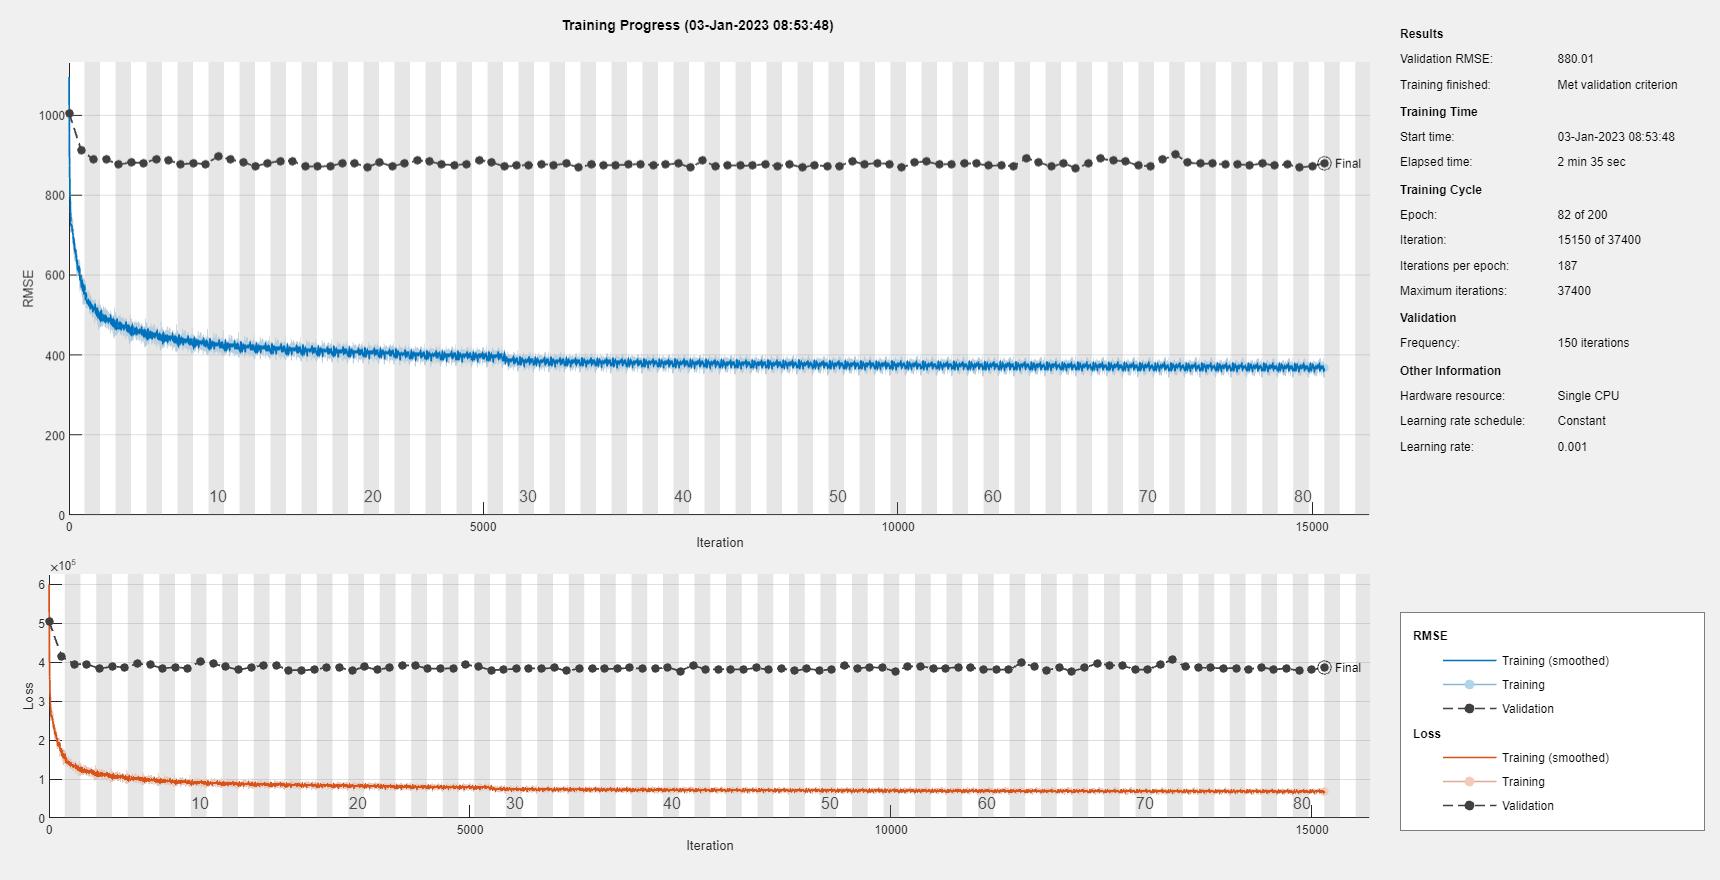 Training Progress (03-Jan-2023 08:53:48)
RMSE
1000
800
600
400
200
0
Final
10 20 30 40 50 60 70 80
0 5000 10000 15000
Iteration
×10⁵
Loss
6
5
4
3
2
1
0
Final
10 20 30 40 50 60 70 80
0 5000 10000 15000
Iteration
Results
Validation RMSE: 880.01
Training finished: Met validation criterion
Training Time
Start time: 03-Jan-2023 08:53:48
Elapsed time: 2 min 35 sec
Training Cycle
Epoch: 82 of 200
Iteration: 15150 of 37400
Iterations per epoch: 187
Maximum iterations: 37400
Validation
Frequency: 150 iterations
Other Information
Hardware resource: Single CPU
Learning rate schedule: Constant
Learning rate: 0.001
RMSE
Training (smoothed)
Training
Validation
Loss
Training (smoothed)
Training
Validation